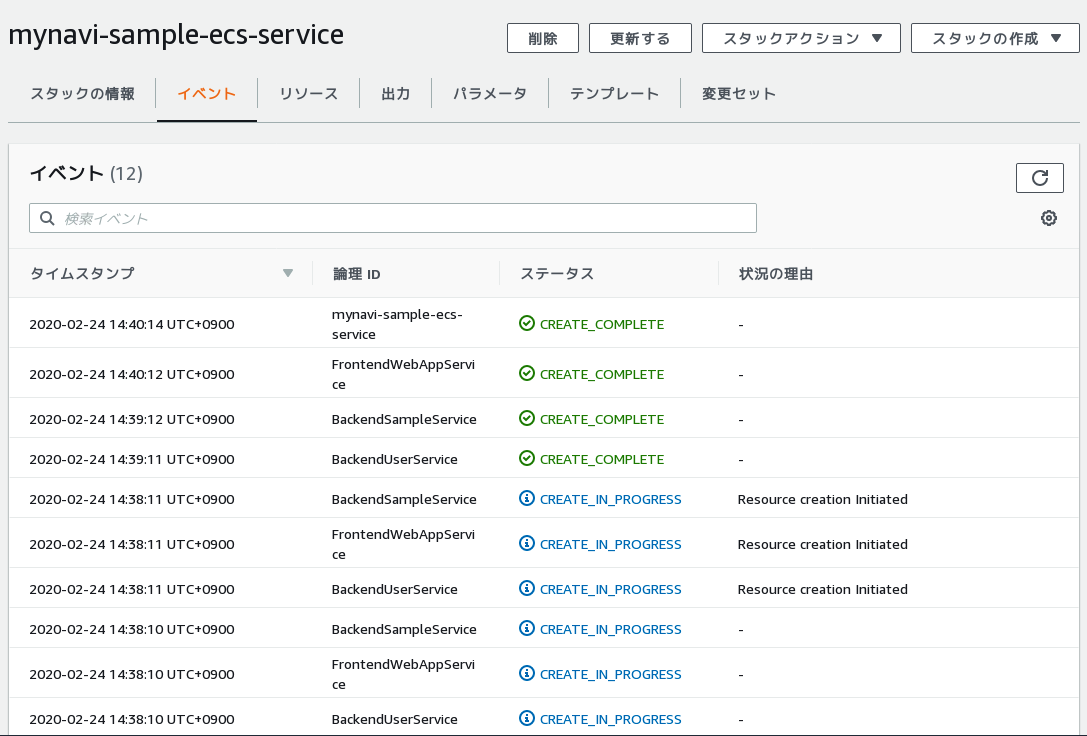 mynavi-sample-ecs-service
削除 更新する スタックアクション ▼ スタックの作成 ▼
スタックの情報 イベント リソース 出力 パラメータ テンプレート 変更セット
イベント (12)
検索イベント
タイムスタンプ ▼ 論理 ID ステータス 状況の理由
2020-02-24 14:40:14 UTC+0900 mynavi-sample-ecs- CREATE_COMPLETE -
service
2020-02-24 14:40:12 UTC+0900 FrontendWebAppServi CREATE_COMPLETE -
ce
2020-02-24 14:39:12 UTC+0900 BackendSampleService CREATE_COMPLETE -
2020-02-24 14:39:11 UTC+0900 BackendUserService CREATE_COMPLETE -
2020-02-24 14:38:11 UTC+0900 BackendSampleService CREATE_IN_PROGRESS Resource creation Initiated
2020-02-24 14:38:11 UTC+0900 FrontendWebAppServi CREATE_IN_PROGRESS Resource creation Initiated
ce
2020-02-24 14:38:11 UTC+0900 BackendUserService CREATE_IN_PROGRESS Resource creation Initiated
2020-02-24 14:38:10 UTC+0900 BackendSampleService CREATE_IN_PROGRESS -
2020-02-24 14:38:10 UTC+0900 FrontendWebAppServi CREATE_IN_PROGRESS -
ce
2020-02-24 14:38:10 UTC+0900 BackendUserService CREATE_IN_PROGRESS -